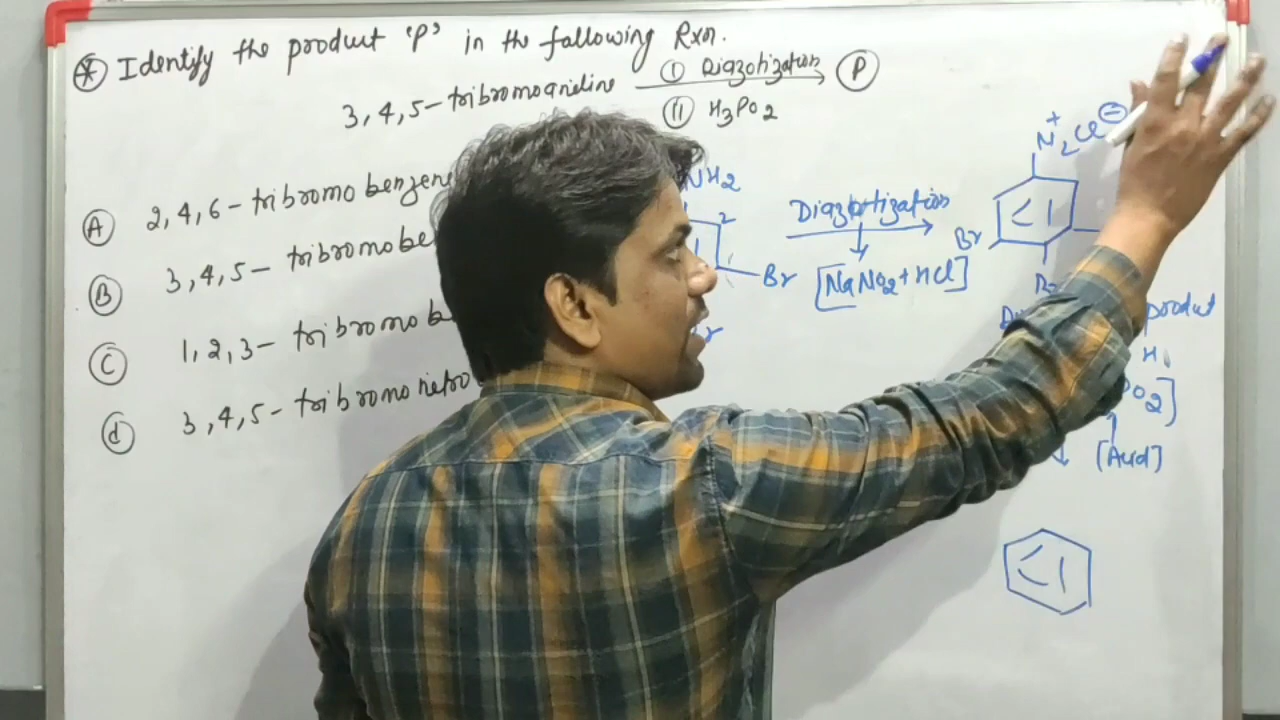 * Identify the product 'P' in the following Rxn.
3,4,5-tribromoaniline
I Diazotization
P
II H3PO2
A 2,4,6-tribromo benzene
B 3,4,5- tribromobe
C 1,2,3- tribromo b
d 3,4,5- tribromo nitro
NH2
2
Br
Diazotization
[NaNO2+HCl]
N2+ Cl⊖
Br
product
H
PO2]
[Acid]